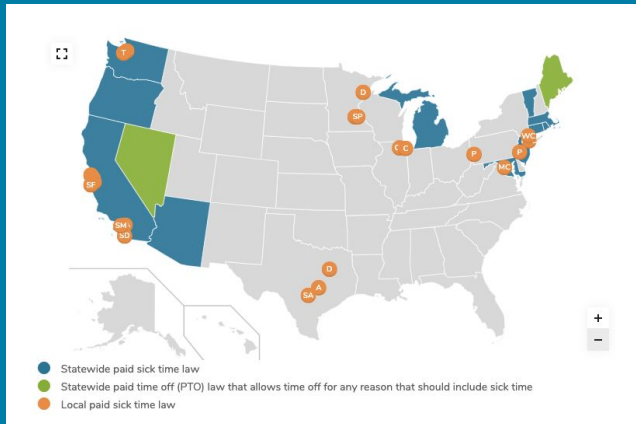 T
D
SP
C
P
WC
P
MC
SF
SM
SD
D
A
SA
+
−
Statewide paid sick time law
Statewide paid time off (PTO) law that allows time off for any reason that should include sick time
Local paid sick time law